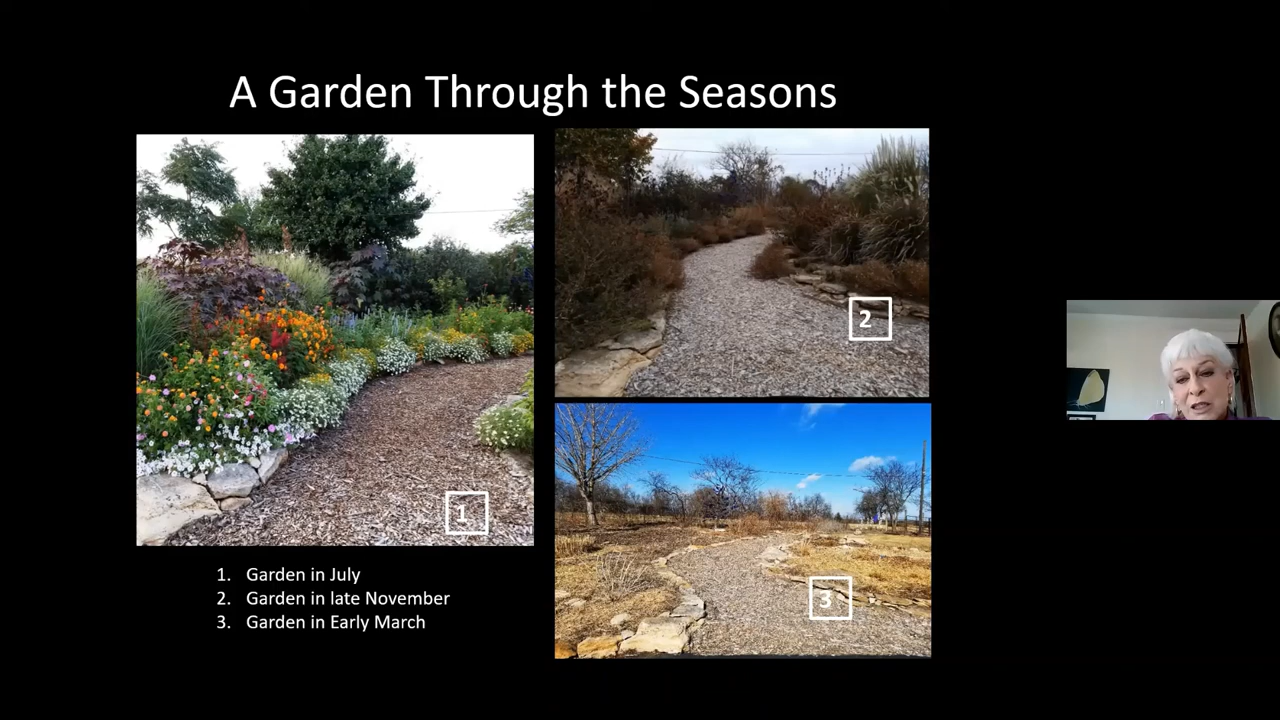 A Garden Through the Seasons
1
2
3
1. Garden in July
2. Garden in late November
3. Garden in Early March